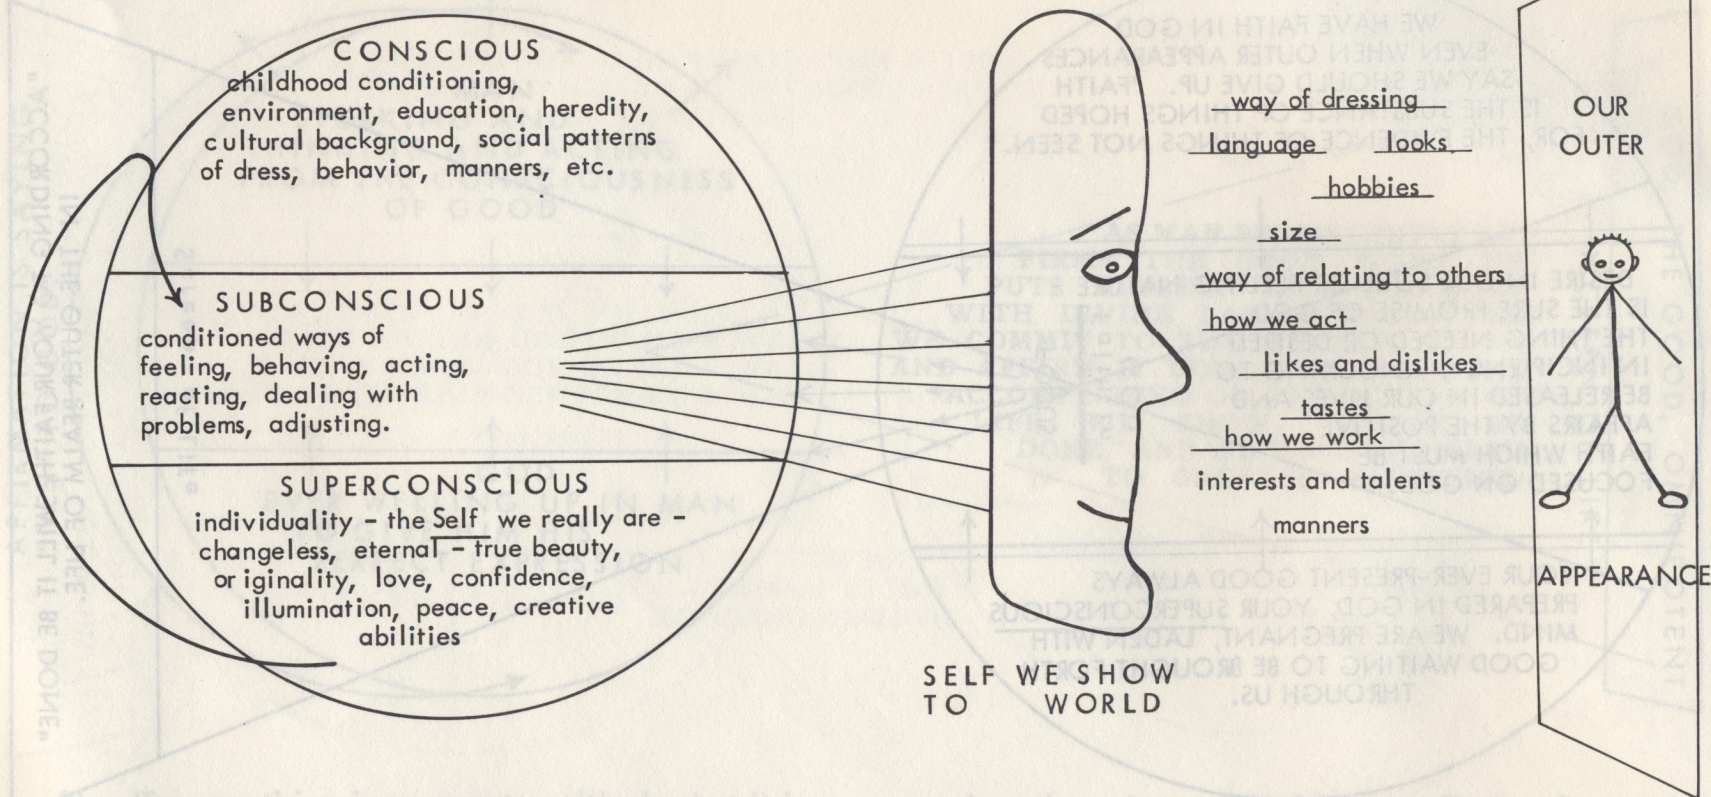 CONSCIOUS
childhood conditioning,
environment, education, heredity,
cultural background, social patterns
of dress, behavior, manners, etc.
SUBCONSCIOUS
conditioned ways of
feeling, behaving, acting,
reacting, dealing with
problems, adjusting.
SUPERCONSCIOUS
individuality - the Self we really are -
changeless, eternal - true beauty,
or iginality, love, confidence,
illumination, peace, creative
abilities
way of dressing
language looks
hobbies
size
way of relating to others
how we act
likes and dislikes
tastes
how we work
interests and talents
manners
SELF WE SHOW
TO WORLD
OUR
OUTER
APPEARANCE